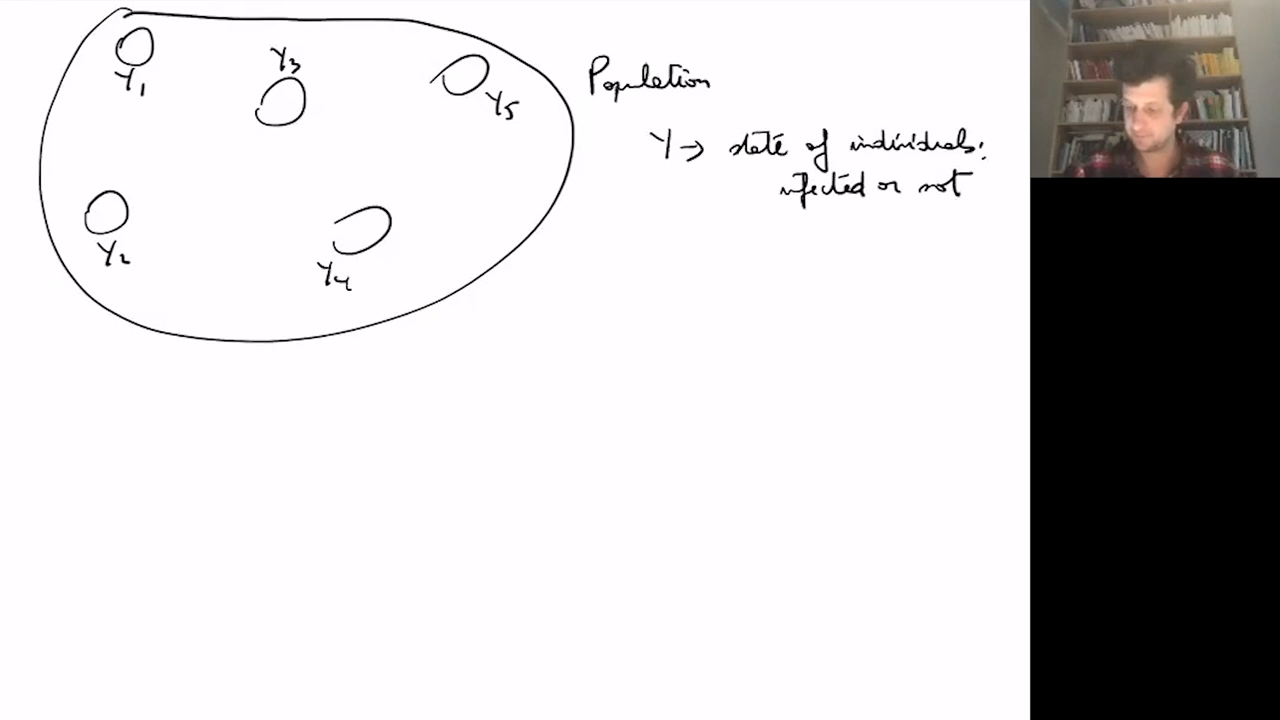 Y1
Y3
Y5
Y2
Y4
Population
Y → state of individuals:
infected or not